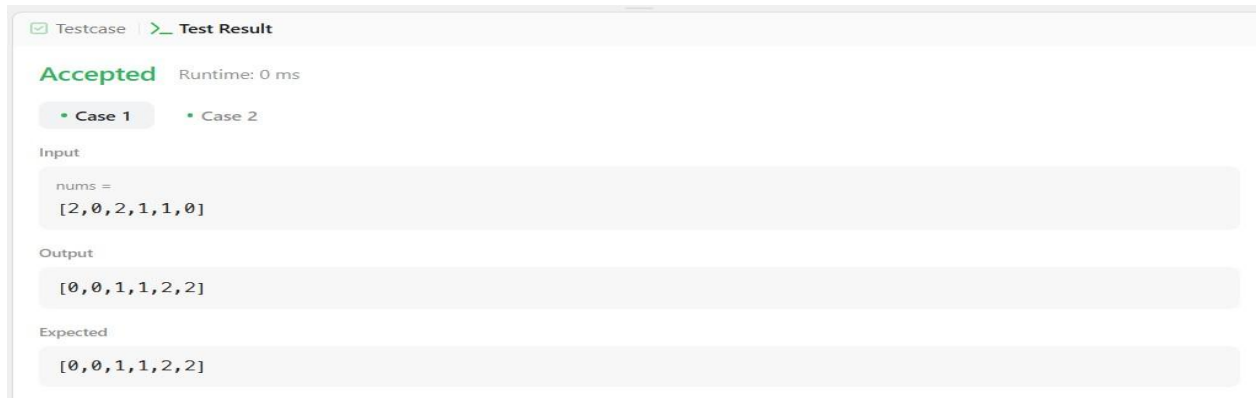 Testcase >_ Test Result
Accepted Runtime: 0 ms
• Case 1 • Case 2
Input
nums =
[2,0,2,1,1,0]
Output
[0,0,1,1,2,2]
Expected
[0,0,1,1,2,2]